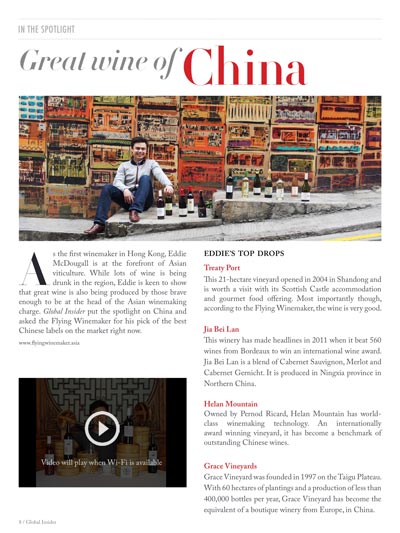 IN THE SPOTLIGHT
Great wine of China
As the first winemaker in Hong Kong, Eddie
McDougall is at the forefront of Asian
viticulture. While lots of wine is being
drunk in the region, Eddie is keen to show
that great wine is also being produced by those brave
enough to be at the head of the Asian winemaking
charge. Global Insider put the spotlight on China and
asked the Flying Winemaker for his pick of the best
Chinese labels on the market right now.
www.flyingwinemaker.asia
Video will play when Wi-Fi is available
EDDIE'S TOP DROPS
Treaty Port
This 21-hectare vineyard opened in 2004 in Shandong and
is worth a visit with its Scottish Castle accommodation
and gourmet food offering. Most importantly though,
according to the Flying Winemaker, the wine is very good.
Jia Bei Lan
This winery has made headlines in 2011 when it beat 560
wines from Bordeaux to win an international wine award.
Jia Bei Lan is a blend of Cabernet Sauvignon, Merlot and
Cabernet Gernicht. It is produced in Ningxia province in
Northern China.
Helan Mountain
Owned by Pernod Ricard, Helan Mountain has world-
class winemaking technology. An internationally
award winning vineyard, it has become a benchmark of
outstanding Chinese wines.
Grace Vineyards
Grace Vineyard was founded in 1997 on the Taigu Plateau.
With 60 hectares of plantings and a production of less than
400,000 bottles per year, Grace Vineyard has become the
equivalent of a boutique winery from Europe, in China.
8 / Global Insider